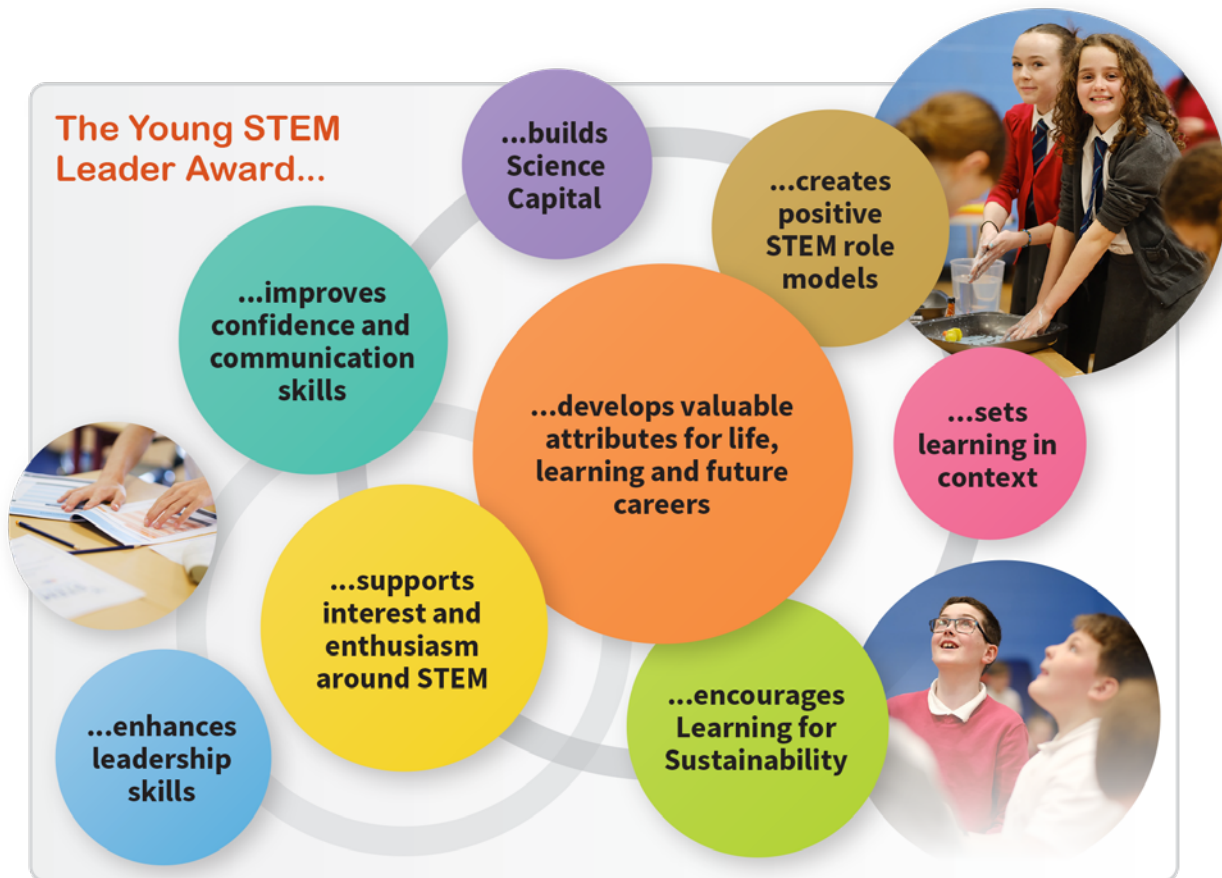 The Young STEM
Leader Award...
...builds
Science
Capital
...creates
positive
STEM role
models
...improves
confidence and
communication
skills
...develops valuable
attributes for life,
learning and future
careers
...sets
learning in
context
...supports
interest and
enthusiasm
around STEM
...enhances
leadership
skills
...encourages
Learning for
Sustainability